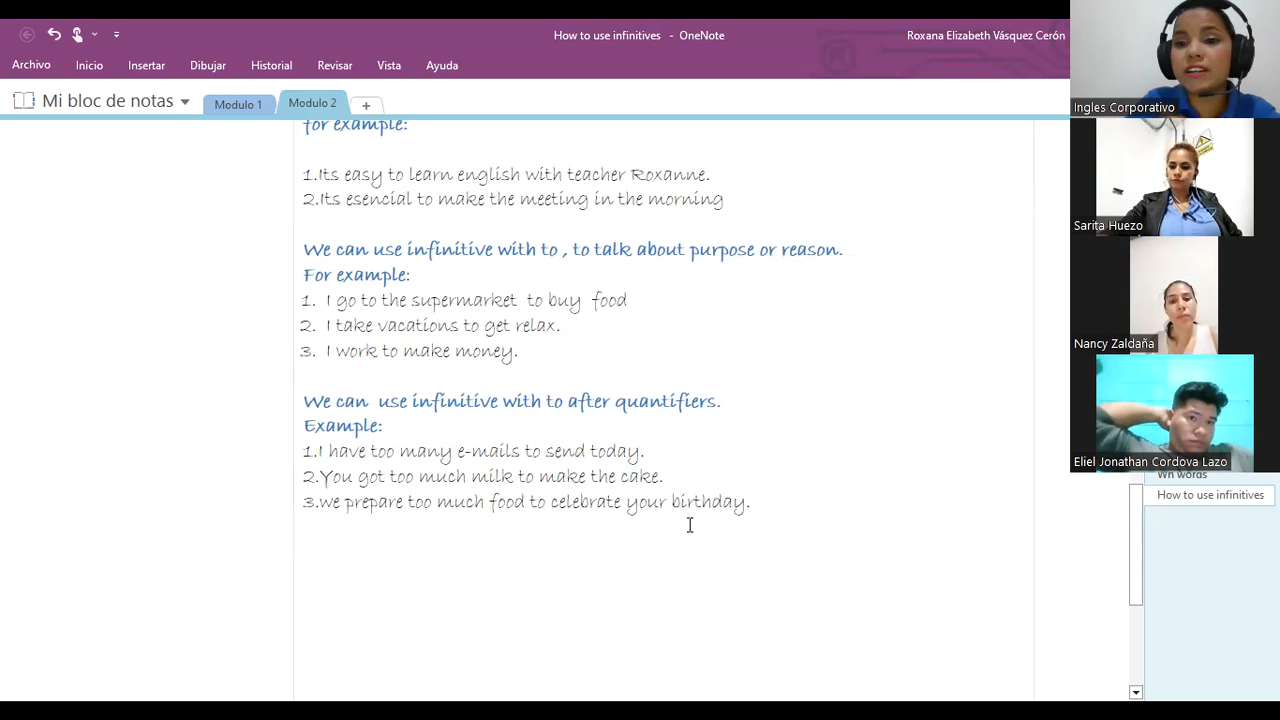 How to use infinitives - OneNote
Roxana Elizabeth Vásquez Cerón
Archivo Inicio Insertar Dibujar Historial Revisar Vista Ayuda
Mi bloc de notas Modulo 1 Modulo 2 +
for example:
1.Its easy to learn english with teacher Roxanne.
2.Its esencial to make the meeting in the morning
We can use infinitive with to , to talk about purpose or reason.
For example:
1. I go to the supermarket to buy food
2. I take vacations to get relax.
3. I work to make money.
We can use infinitive with to after quantifiers.
Example:
1.I have too many e-mails to send today.
2.You got too much milk to make the cake.
3.we prepare too much food to celebrate your birthday.
Ingles Corporativo
Sarita Huezo
Nancy Zaldaña
Eliel Jonathan Cordova Lazo
Wh words
How to use infinitives